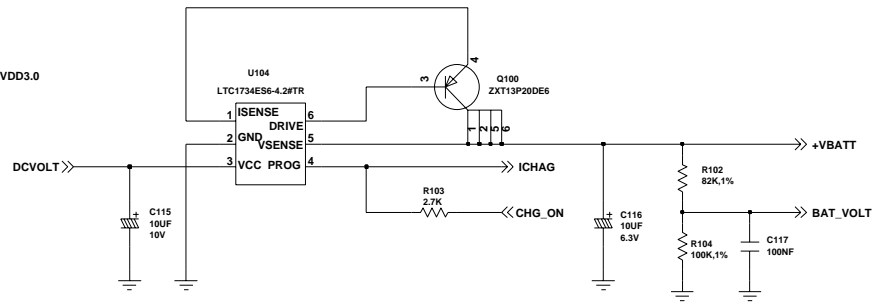 VDD3.0
U104
LTC1734ES6-4.2#TR
4
3
Q100
ZXT13P20DE6
1 ISENSE
DRIVE 6
2 GND
VSENSE 5
3 VCC PROG 4
1 2 5 6
DCVOLT
+VBATT
ICHAG
R102
82K,1%
R103
2.7K
CHG_ON
BAT_VOLT
C115
10UF
10V
C116
10UF
6.3V
R104
100K,1%
C117
100NF